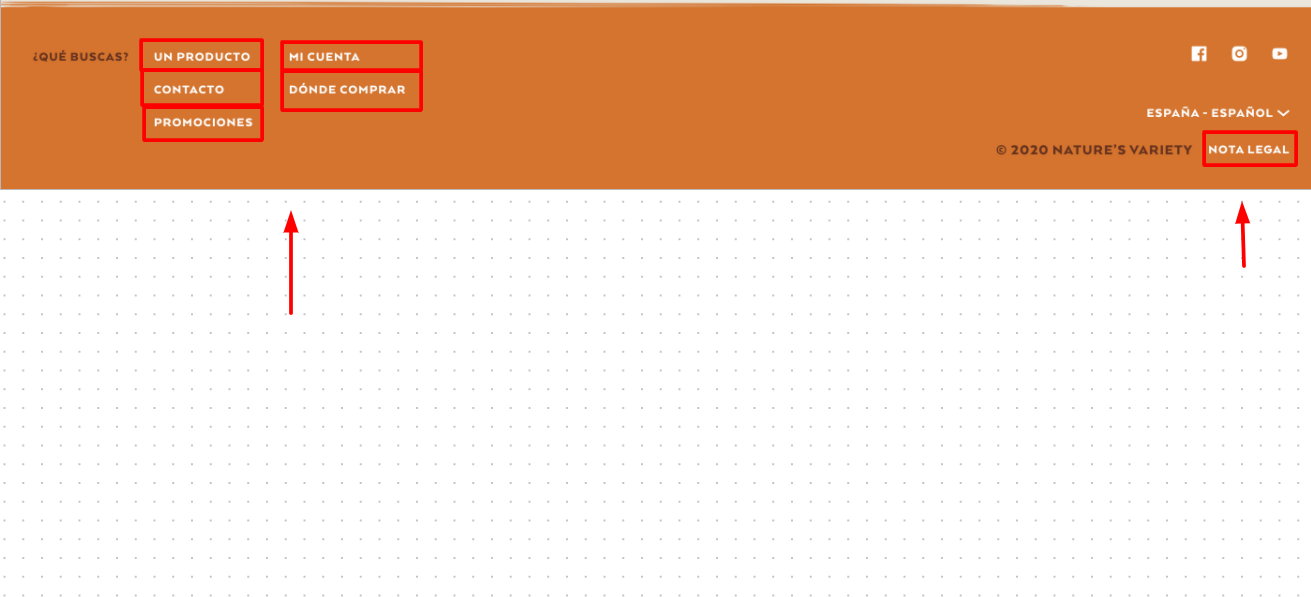 ¿QUÉ BUSCAS?
UN PRODUCTO
CONTACTO
PROMOCIONES
MI CUENTA
DÓNDE COMPRAR
ESPAÑA - ESPAÑOL
© 2020 NATURE'S VARIETY
NOTA LEGAL